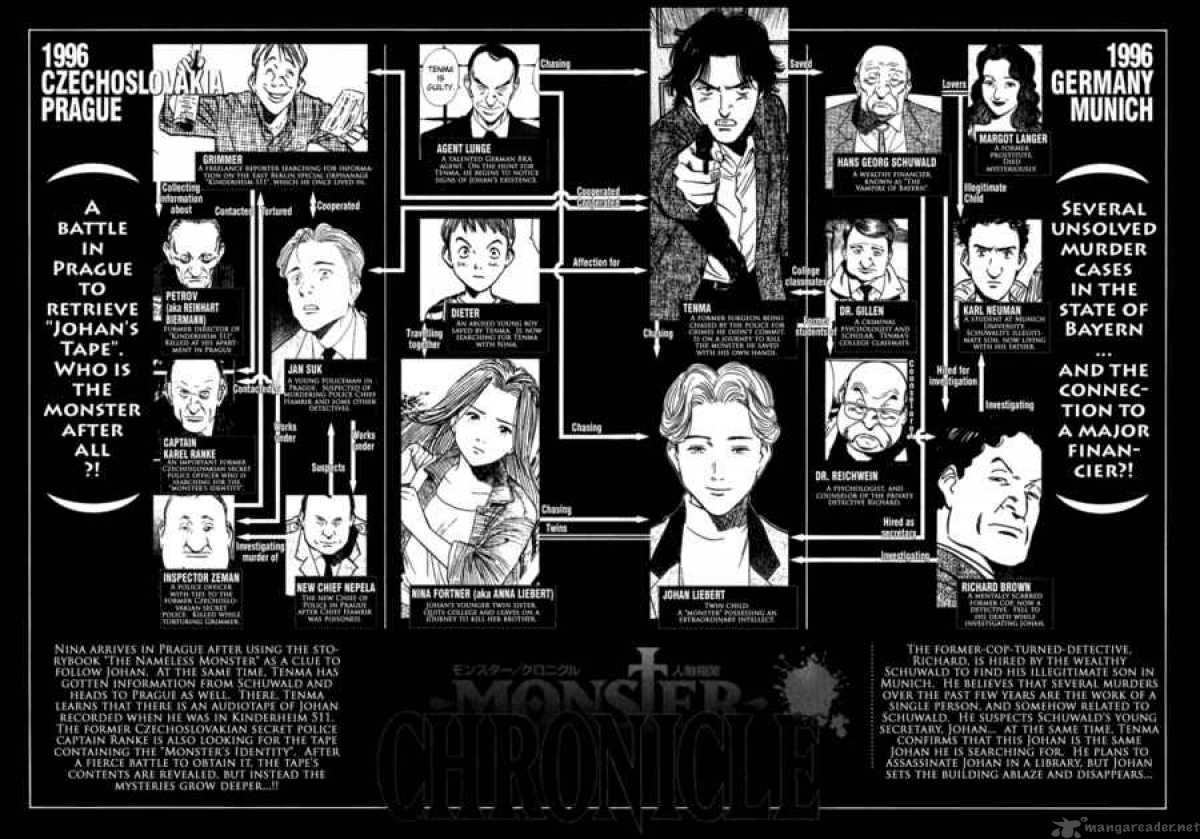 1996
CZECHOSLOVAKIA
PRAGUE
A
BATTLE
IN
PRAGUE
TO
RETRIEVE
"JOHAN'S
TAPE".
WHO IS
THE
MONSTER
AFTER
ALL
?!
GRIMMER
A FREELANCE REPORTER SEARCHING FOR INFORMA-
TION ON THE EAST BERLIN SPECIAL ORPHANAGE
"KINDERHEIM 511", WHICH HE ONCE LIVED IN.
Collecting
information
about
Contacted
Tortured
Cooperated
PETROV
(aka REINHART
BIERMANN)
FORMER DIRECTOR OF
"KINDERHEIM 511"
KILLED AT HIS APART-
MENT IN PRAGUE
JAN SUK
A YOUNG POLICEMAN IN
PRAGUE. SUSPECTED OF
MURDERING POLICE CHIEF
HAMRIK AND SOME OTHER
DETECTIVES.
Contacted
CAPTAIN
KAREL RANKE
AN IMPORTANT FORMER
CZECHOSLOVAKIAN SECRET
POLICE OFFICER WHO IS
SEARCHING FOR THE
"MONSTER'S IDENTITY".
Works
under
Suspects
Works
under
Investigating
murder of
INSPECTOR ZEMAN
A POLICE OFFICER
WITH TIES TO THE
FORMER CZECHOSLO-
VAKIAN SECRET
POLICE. KILLED WHILE
TORTURING GRIMMER.
NEW CHIEF NEPELA
THE NEW CHIEF OF
POLICE IN PRAGUE
AFTER CHIEF HAMRIK
WAS POISONED.
TENMA
IS
GUILTY.
AGENT LUNGE
A TALENTED GERMAN BKA
AGENT. ON THE HUNT FOR
TENMA, HE BEGINS TO NOTICE
SIGNS OF JOHAN'S EXISTENCE.
Chasing
Cooperated
Cooperated
DIETER
AN ABUSED YOUNG BOY
SAVED BY TENMA. IS NOW
SEARCHING FOR TENMA
WITH NINA.
Affection for
Travelling
together
Chasing
Chasing
Twins
NINA FORTNER (aka ANNA LIEBERT)
JOHAN'S YOUNGER TWIN SISTER.
QUITS COLLEGE AND LEAVES ON A
JOURNEY TO KILL HER BROTHER.
TENMA
A FORMER SURGEON BEING
CHASED BY THE POLICE FOR
CRIMES HE DIDN'T COMMIT.
IS ON A JOURNEY TO KILL
THE MONSTER HE SAVED
WITH HIS OWN HANDS.
Chasing
JOHAN LIEBERT
TWIN CHILD.
A "MONSTER" POSSESSING AN
EXTRAORDINARY INTELLECT.
Saved
HANS GEORG SCHUWALD
A WEALTHY FINANCIER,
KNOWN AS "THE
VAMPIRE OF BAYERN"
Lovers
MARGOT LANGER
A FORMER
PROSTITUTE.
DIED
MYSTERIOUSLY.
Illegitimate
Child
College
classmates
DR. GILLEN
A CRIMINAL
PSYCHOLOGIST AND
SCHOLAR. TENMA'S
COLLEGE CLASSMATE.
KARL NEUMAN
A STUDENT AT MUNICH
UNIVERSITY.
SCHUWALD'S ILLEGITI-
MATE SON, NOW LIVING
WITH HIS FATHER.
Former
students of
Hired for
investigation
Investigating
DR. REICHWEIN
A PSYCHOLOGIST, AND
COUNSELOR OF THE PRIVATE
DETECTIVE RICHARD.
Hired as
secretary
Investigating
RICHARD BROWN
A MENTALLY SCARRED
FORMER COP, NOW A
DETECTIVE. FELL TO
HIS DEATH WHILE
INVESTIGATING JOHAN.
1996
GERMANY
MUNICH
SEVERAL
UNSOLVED
MURDER
CASES
IN THE
STATE OF
BAYERN
...
AND THE
CONNEC-
TION TO
A MAJOR
FINAN-
CIER?!
NINA ARRIVES IN PRAGUE AFTER USING THE STO-
RYBOOK "THE NAMELESS MONSTER" AS A CLUE TO
FOLLOW JOHAN. AT THE SAME TIME, TENMA HAS
GOTTEN INFORMATION FROM SCHUWALD AND
HEADS TO PRAGUE AS WELL. THERE, TENMA
LEARNS THAT THERE IS AN AUDIOTAPE OF JOHAN
RECORDED WHEN HE WAS IN KINDERHEIM 511.
THE FORMER CZECHOSLOVAKIAN SECRET POLICE
CAPTAIN RANKE IS ALSO LOOKING FOR THE TAPE
CONTAINING THE "MONSTER'S IDENTITY". AFTER
A FIERCE BATTLE TO OBTAIN IT, THE TAPE'S
CONTENTS ARE REVEALED, BUT INSTEAD THE
MYSTERIES GROW DEEPER...!!
モンスター／クロニクル
人動相関
-MONSTER-
CHRONICLE
THE FORMER-COP-TURNED-DETECTIVE,
RICHARD, IS HIRED BY THE WEALTHY
SCHUWALD TO FIND HIS ILLEGITIMATE SON IN
MUNICH. HE BELIEVES THAT SEVERAL MURDERS
OVER THE PAST FEW YEARS ARE THE WORK OF A
SINGLE PERSON, AND SOMEHOW RELATED TO
SCHUWALD. HE SUSPECTS SCHUWALD'S YOUNG
SECRETARY, JOHAN... AT THE SAME TIME, TENMA
CONFIRMS THAT THIS JOHAN IS THE SAME
JOHAN HE IS SEARCHING FOR. HE PLANS TO
ASSASSINATE JOHAN IN A LIBRARY, BUT JOHAN
SETS THE BUILDING ABLAZE AND DISAPPEARS...
mangareader.net